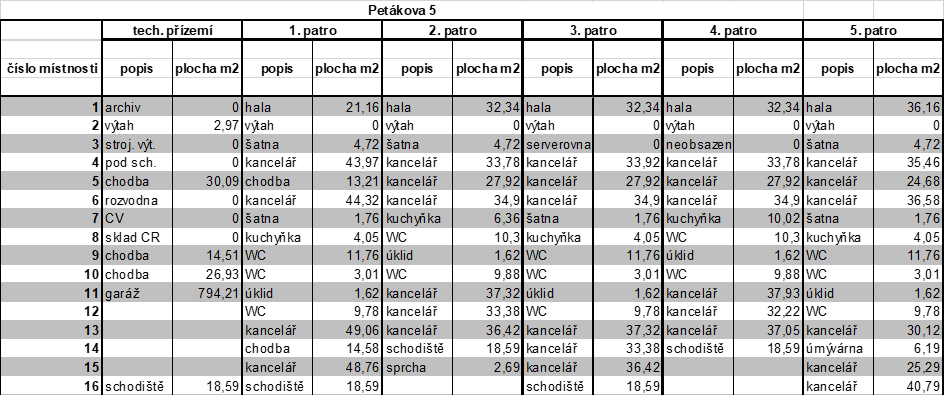 Petákova 5
tech. přízemí 1. patro 2. patro 3. patro 4. patro 5. patro
číslo místnosti popis plocha m2 popis plocha m2 popis plocha m2 popis plocha m2 popis plocha m2 popis plocha m2
1 archiv 0 hala 21,16 hala 32,34 hala 32,34 hala 32,34 hala 36,16
2 výtah 2,97 výtah 0 výtah 0 výtah 0 výtah 0 výtah 0
3 stroj. výt. 0 šatna 4,72 šatna 4,72 serverovna 0 neobsazen 0 šatna 4,72
4 pod sch. 0 kancelář 43,97 kancelář 33,78 kancelář 33,92 kancelář 33,78 kancelář 35,46
5 chodba 30,09 chodba 13,21 kancelář 27,92 kancelář 27,92 kancelář 27,92 kancelář 24,68
6 rozvodna 0 kancelář 44,32 kancelář 34,9 kancelář 34,9 kancelář 34,9 kancelář 36,58
7 CV 0 šatna 1,76 kuchyňka 6,36 šatna 1,76 kuchyňka 10,02 šatna 1,76
8 sklad CR 0 kuchyňka 4,05 WC 10,3 kuchyňka 4,05 WC 10,3 kuchyňka 4,05
9 chodba 14,51 WC 11,76 úklid 1,62 WC 11,76 úklid 1,62 WC 11,76
10 chodba 26,93 WC 3,01 WC 9,88 WC 3,01 WC 9,88 WC 3,01
11 garáž 794,21 úklid 1,62 kancelář 37,32 úklid 1,62 kancelář 37,93 úklid 1,62
12 WC 9,78 kancelář 33,38 WC 9,78 kancelář 32,22 WC 9,78
13 kancelář 49,06 kancelář 36,42 kancelář 37,32 kancelář 37,05 kancelář 30,12
14 chodba 14,58 schodiště 18,59 kancelář 33,38 schodiště 18,59 úmývárna 6,19
15 kancelář 48,76 sprcha 2,69 kancelář 36,42 kancelář 25,29
16 schodiště 18,59 schodiště 18,59 schodiště 18,59 kancelář 40,79